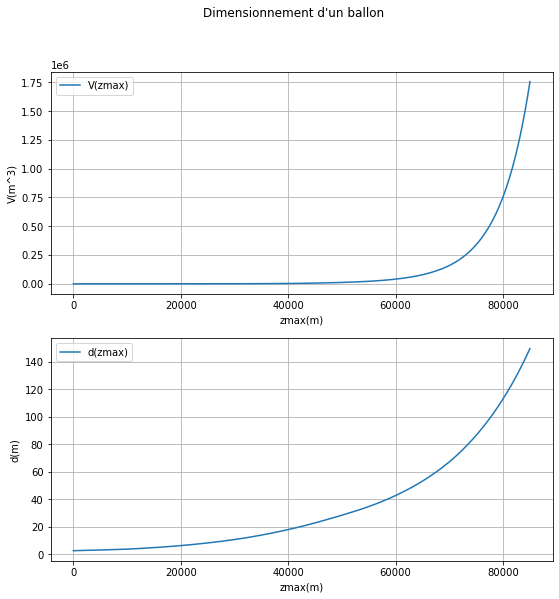 Dimensionnement d'un ballon
1e6
V(zmax)
1.75
1.50
1.25
1.00
0.75
0.50
0.25
0.00
V(m^3)
0 20000 40000 60000 80000
zmax(m)
d(zmax)
140
120
100
80
60
40
20
0
d(m)
0 20000 40000 60000 80000
zmax(m)